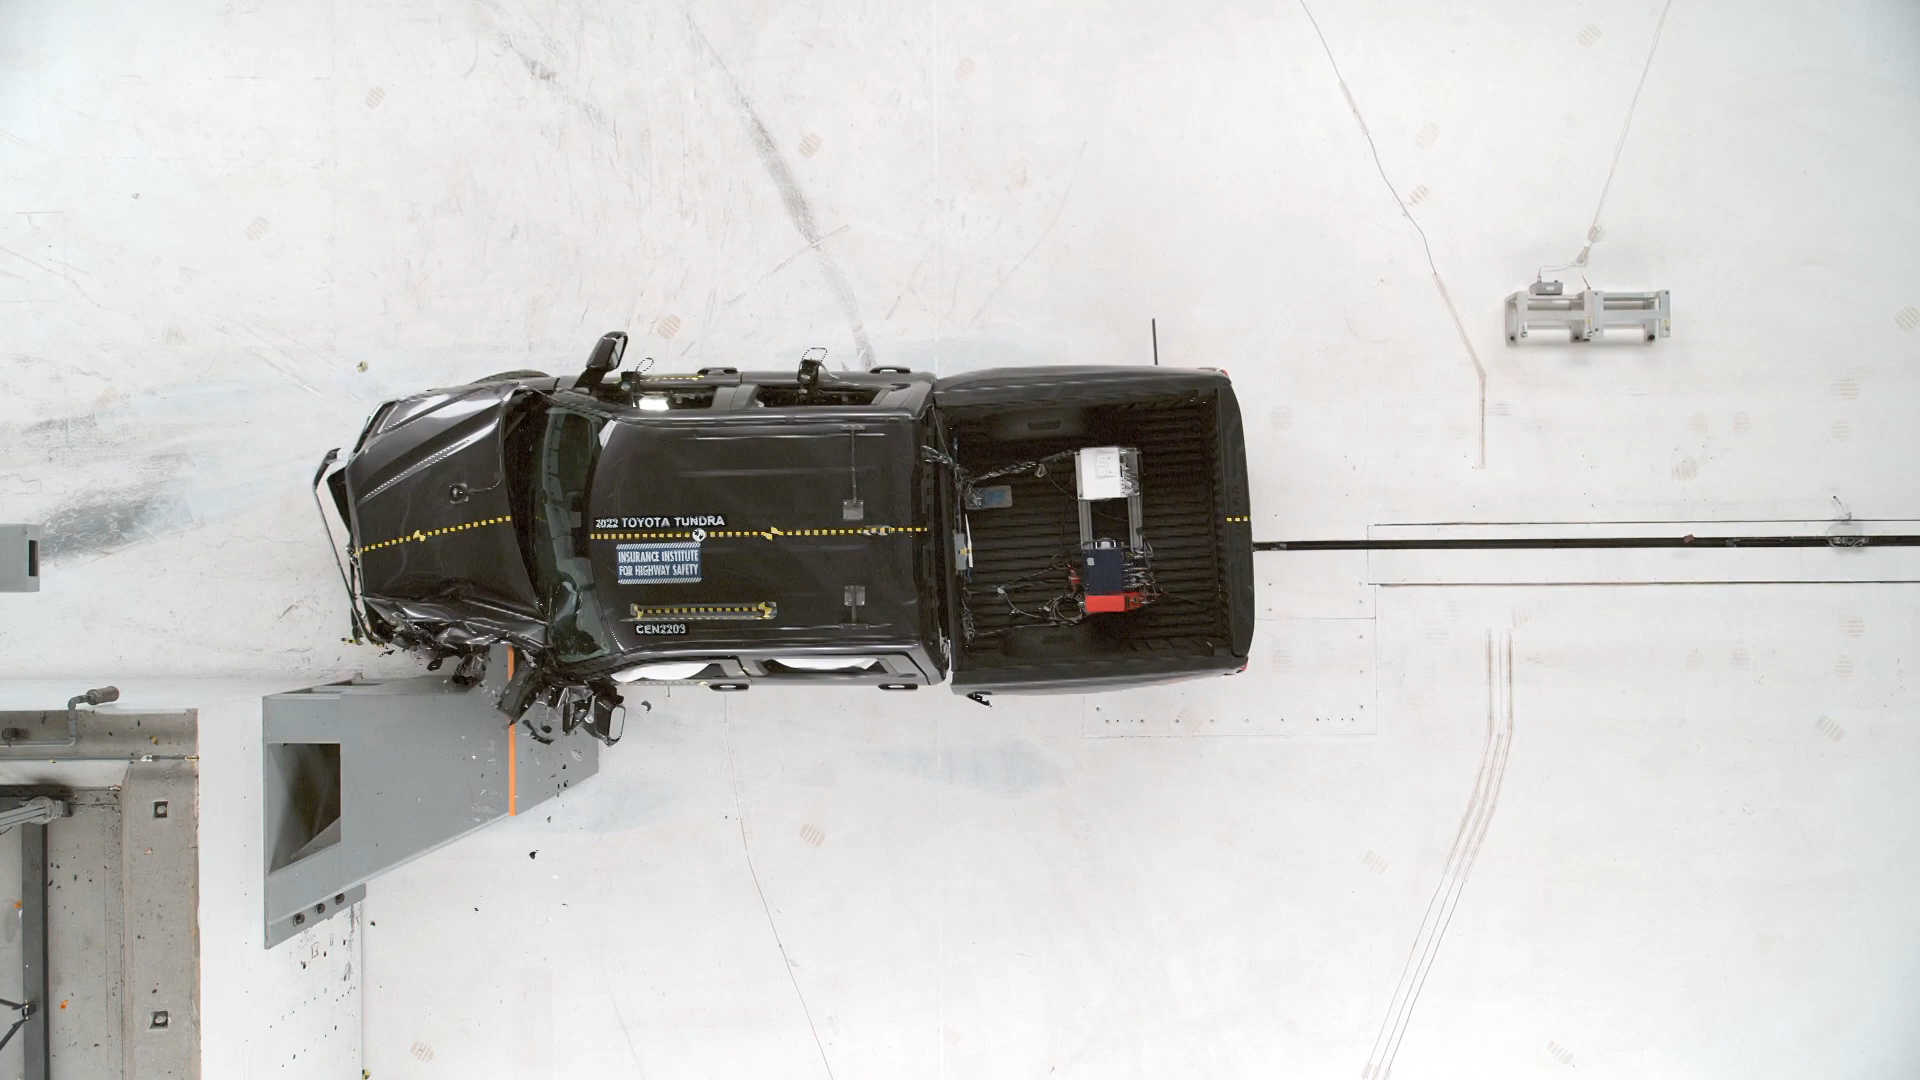 2022 TOYOTA TUNDRA
INSURANCE INSTITUTE
FOR HIGHWAY SAFETY
CEN2203